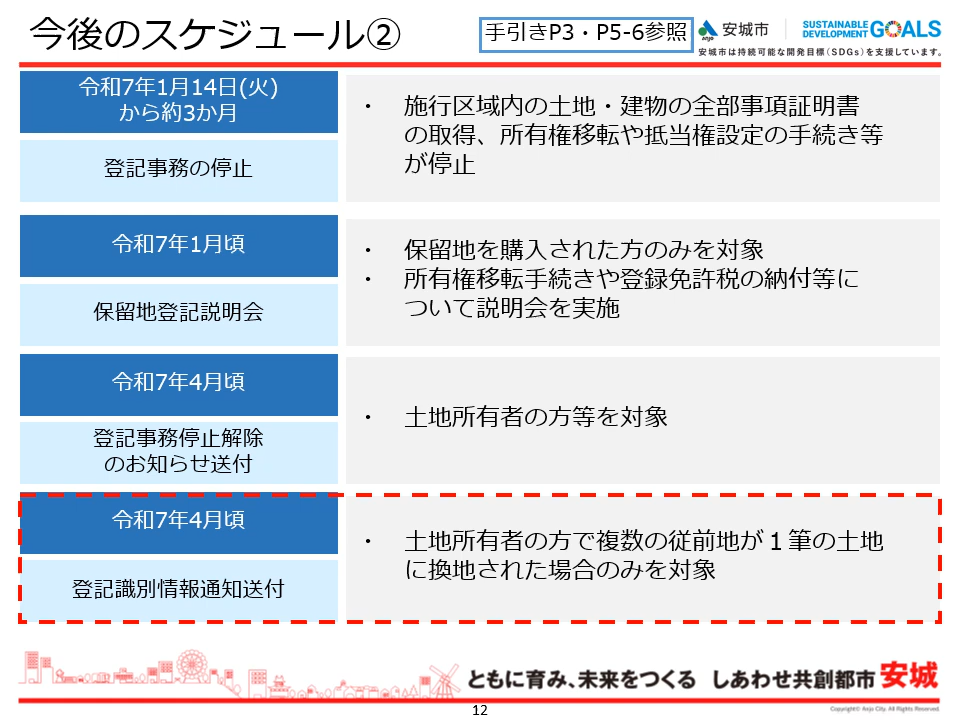 今後のスケジュール②
手引きP3・P5-6参照
安城市
anjo
SUSTAINABLE
DEVELOPMENT
GOALS
安城市は持続可能な開発目標(SDGs)を支援しています。
令和7年1月14日(火)
から約3か月
登記事務の停止
・ 施行区域内の土地・建物の全部事項証明書
の取得、所有権移転や抵当権設定の手続き等
が停止
令和7年1月頃
保留地登記説明会
・ 保留地を購入された方のみを対象
・ 所有権移転手続きや登録免許税の納付等に
ついて説明会を実施
令和7年4月頃
登記事務停止解除
のお知らせ送付
・ 土地所有者の方等を対象
令和7年4月頃
登記識別情報通知送付
・ 土地所有者の方で複数の従前地が１筆の土地
に換地された場合のみを対象
ともに育み、未来をつくる しあわせ共創都市 安城
Copyright© Anjo City. All Rights Reserved.
12